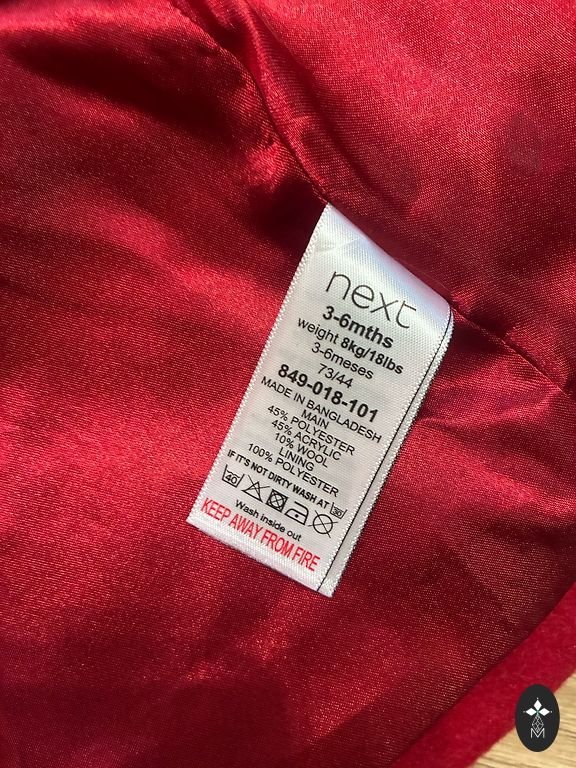 next
3-6mths
weight 8kg/18lbs
3-6meses
73/44
849-018-101
MADE IN BANGLADESH
MAIN
45% POLYESTER
45% ACRYLIC
10% WOOL
LINING
100% POLYESTER
IF IT'S NOT DIRTY WASH AT 30
40
Wash inside out
KEEP AWAY FROM FIRE
M